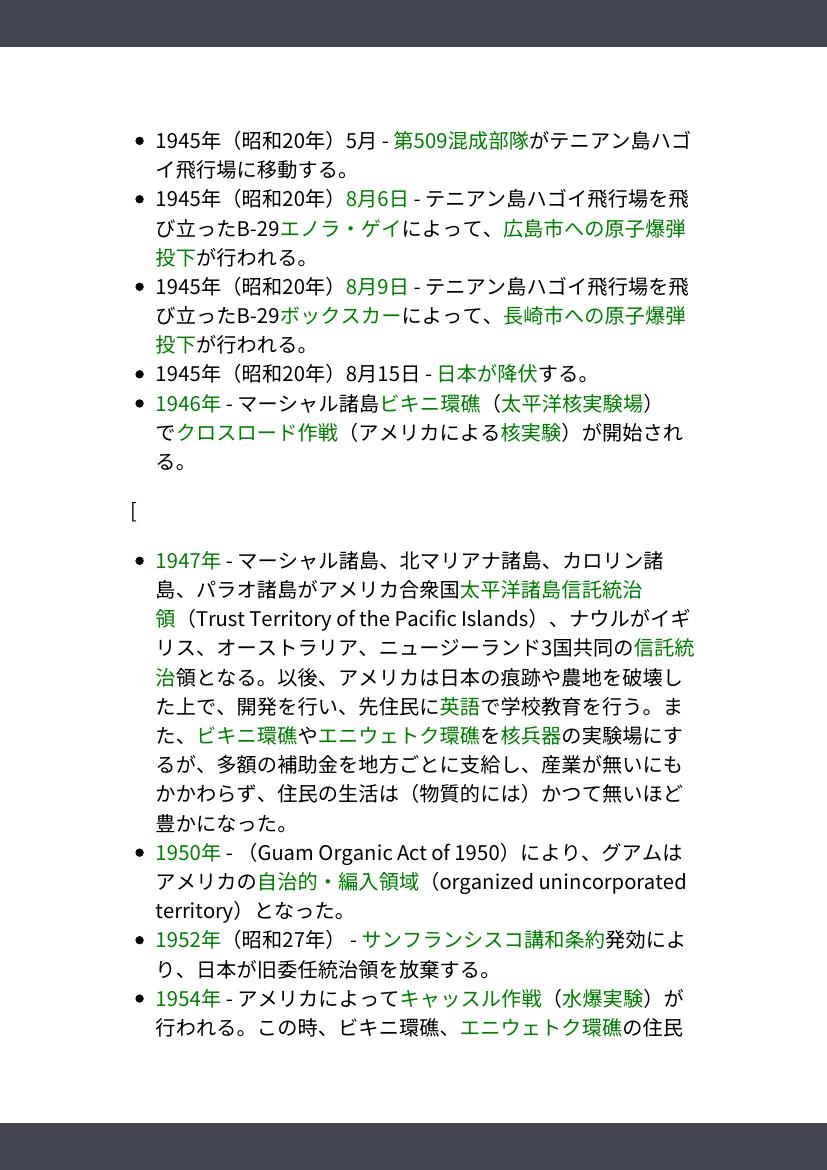 • 1945年（昭和20年）5月 - 第509混成部隊がテニアン島ハゴ
イ飛行場に移動する。
• 1945年（昭和20年）8月6日 - テニアン島ハゴイ飛行場を飛
び立ったB-29エノラ・ゲイによって、広島市への原子爆弾
投下が行われる。
• 1945年（昭和20年）8月9日 - テニアン島ハゴイ飛行場を飛
び立ったB-29ボックスカーによって、長崎市への原子爆弾
投下が行われる。
• 1945年（昭和20年）8月15日 - 日本が降伏する。
• 1946年 - マーシャル諸島ビキニ環礁（太平洋核実験場）
でクロスロード作戦（アメリカによる核実験）が開始され
る。
[
• 1947年 - マーシャル諸島、北マリアナ諸島、カロリン諸
島、パラオ諸島がアメリカ合衆国太平洋諸島信託統治
領（Trust Territory of the Pacific Islands）、ナウルがイギ
リス、オーストラリア、ニュージーランド3国共同の信託統
治領となる。以後、アメリカは日本の痕跡や農地を破壊し
た上で、開発を行い、先住民に英語で学校教育を行う。ま
た、ビキニ環礁やエニウェトク環礁を核兵器の実験場にす
るが、多額の補助金を地方ごとに支給し、産業が無いにも
かかわらず、住民の生活は（物質的には）かつて無いほど
豊かになった。
• 1950年 - （Guam Organic Act of 1950）により、グアムは
アメリカの自治的・編入領域（organized unincorporated
territory）となった。
• 1952年（昭和27年） - サンフランシスコ講和条約発効によ
り、日本が旧委任統治領を放棄する。
• 1954年 - アメリカによってキャッスル作戦（水爆実験）が
行われる。この時、ビキニ環礁、エニウェトク環礁の住民